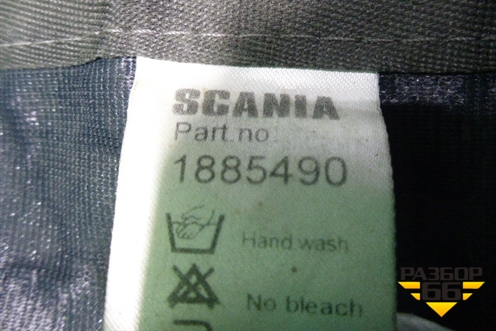 SCANIA
Part.no
1885490
Hand wash
No bleach
РАЗБОР
66